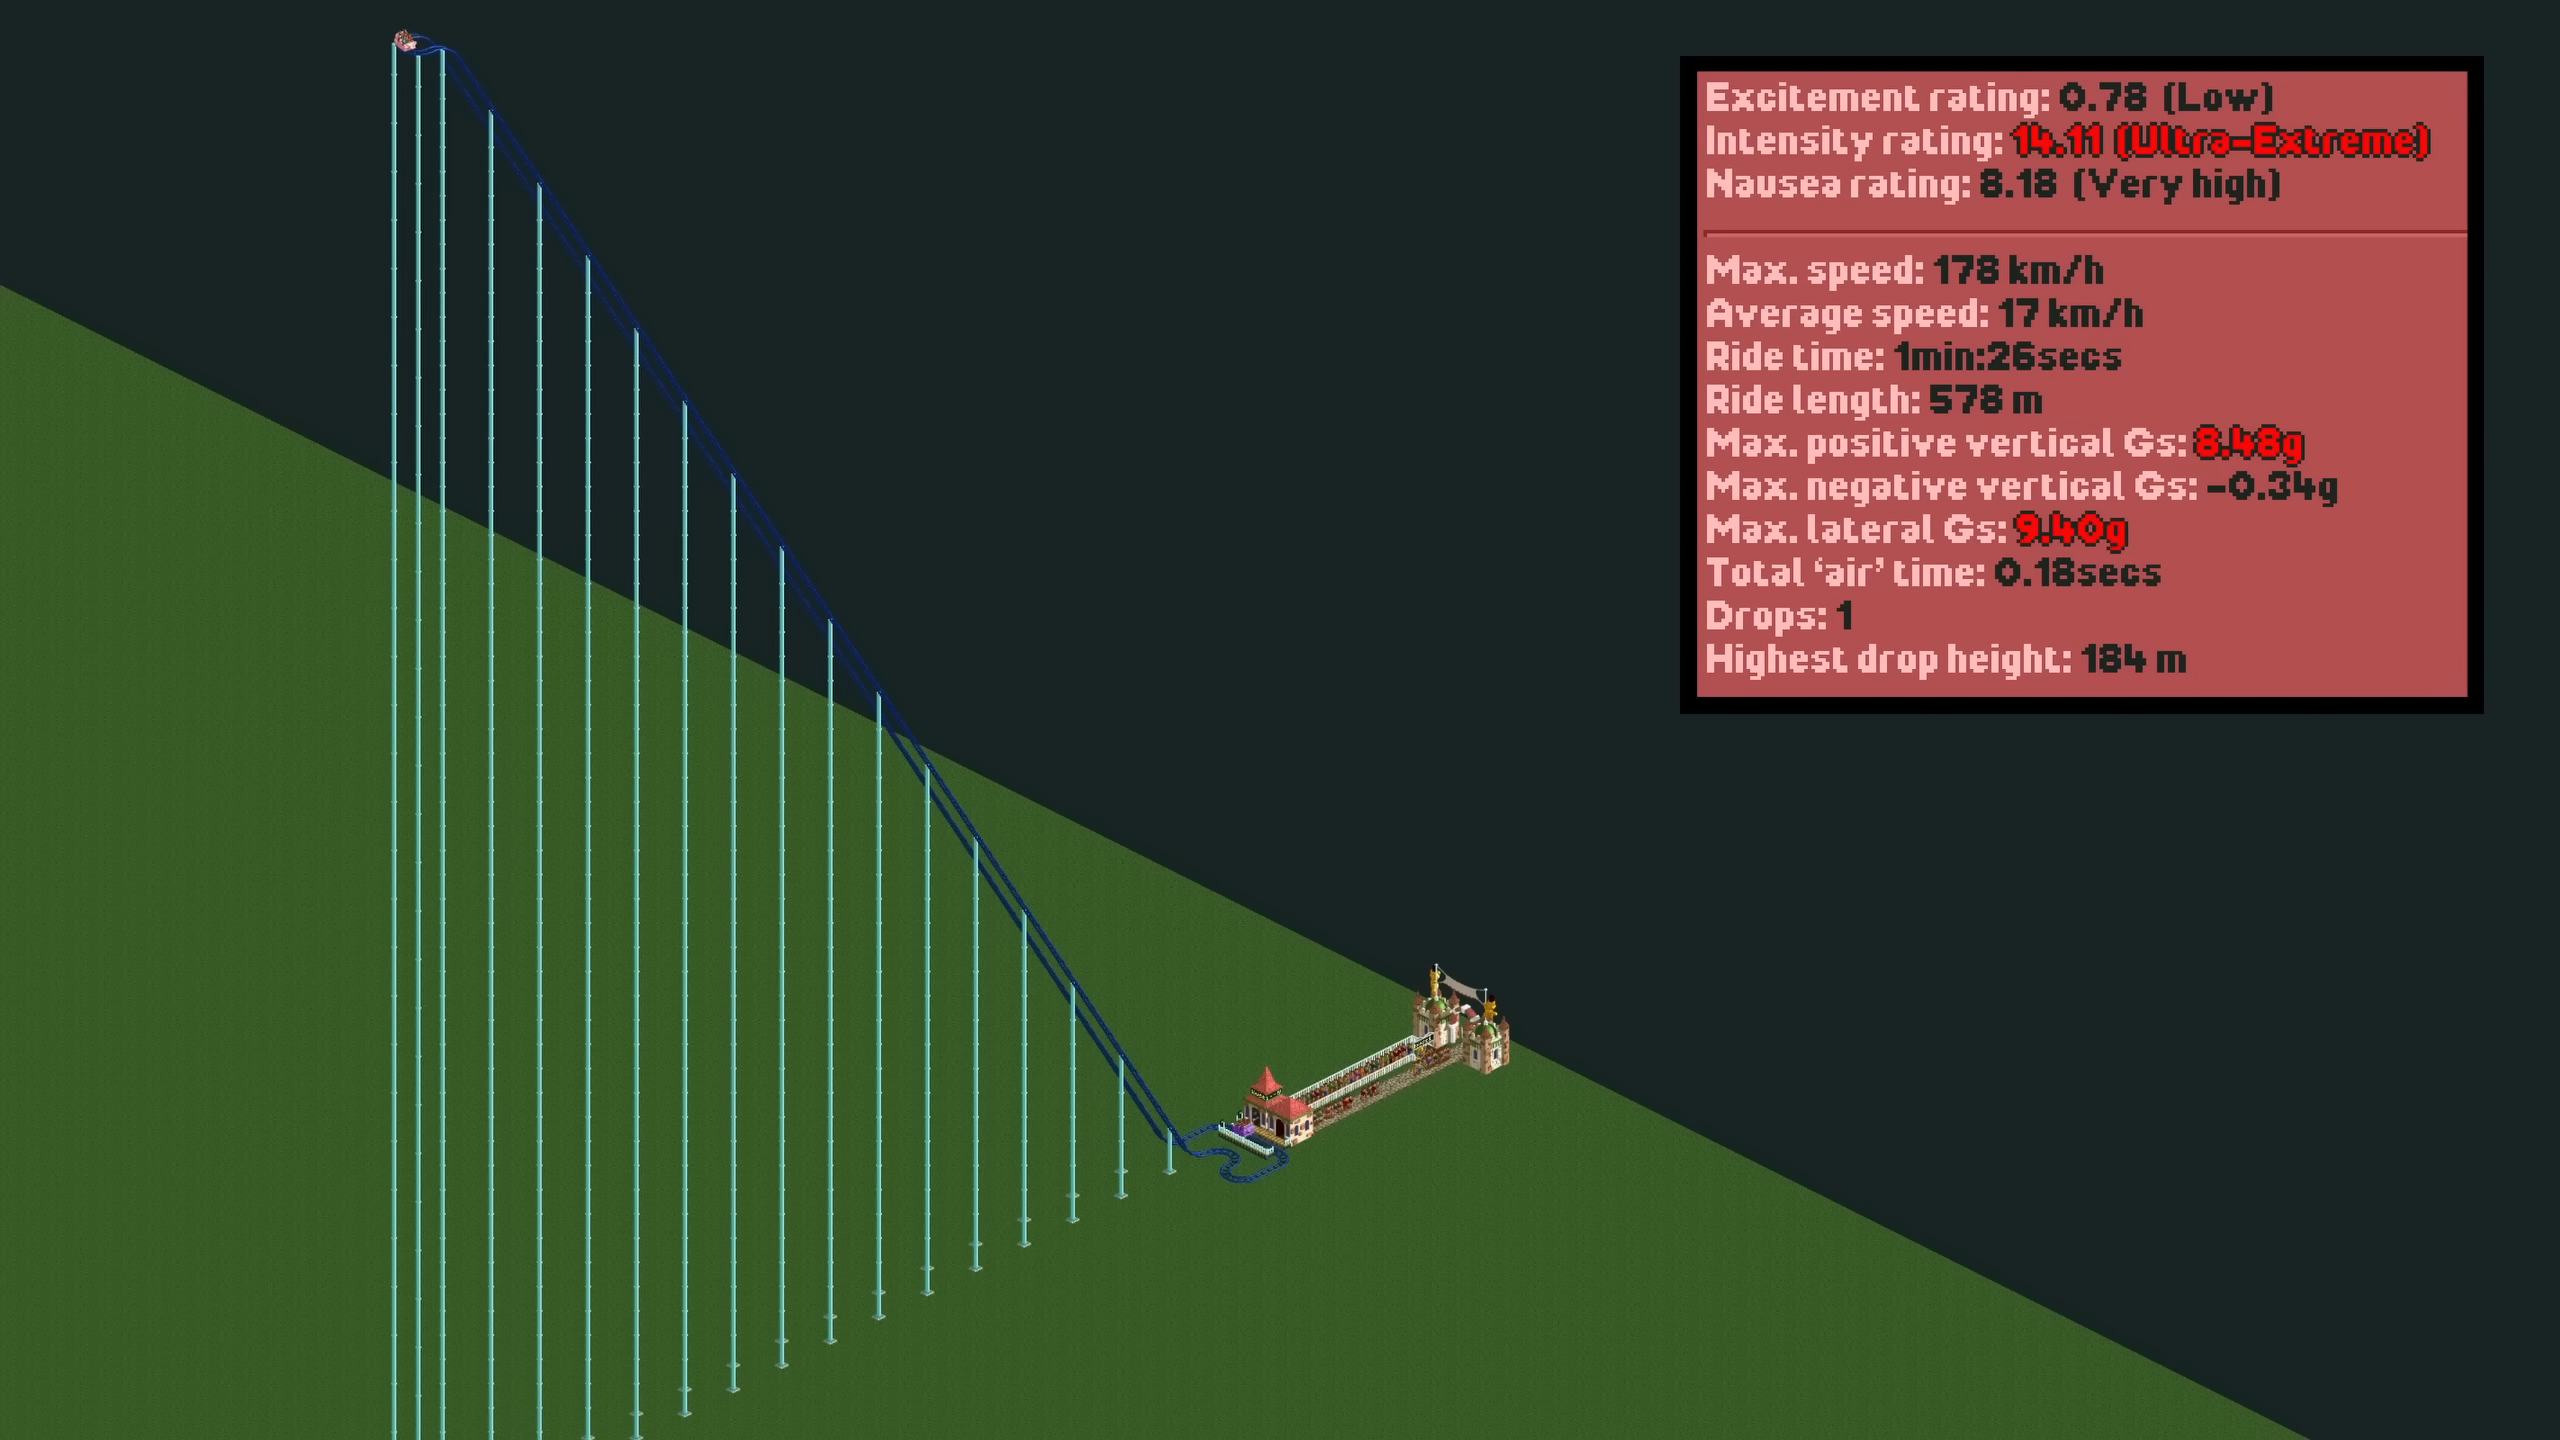 Excitement rating: 0.78 (Low)
Intensity rating: 14.11 (Ultra-Extreme)
Nausea rating: 8.18 (Very high)
Max. speed: 178 km/h
Average speed: 17 km/h
Ride time: 1min:26secs
Ride length: 578 m
Max. positive vertical Gs: 8.48g
Max. negative vertical Gs: -0.34g
Max. lateral Gs: 9.40g
Total ‘air’ time: 0.18secs
Drops: 1
Highest drop height: 184 m